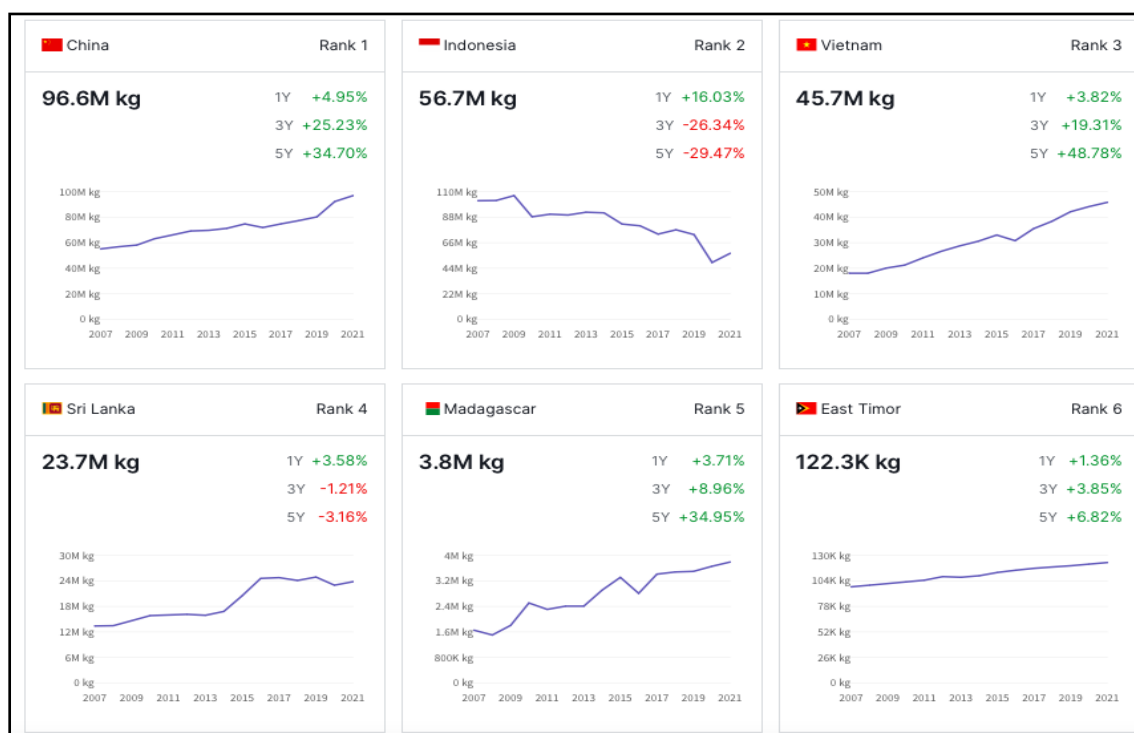 China Rank 1
96.6M kg
1Y +4.95%
3Y +25.23%
5Y +34.70%
100M kg
80M kg
60M kg
40M kg
20M kg
0 kg
2007 2009 2011 2013 2015 2017 2019 2021
Indonesia Rank 2
56.7M kg
1Y +16.03%
3Y -26.34%
5Y -29.47%
110M kg
88M kg
66M kg
44M kg
22M kg
0 kg
2007 2009 2011 2013 2015 2017 2019 2021
Vietnam Rank 3
45.7M kg
1Y +3.82%
3Y +19.31%
5Y +48.78%
50M kg
40M kg
30M kg
20M kg
10M kg
0 kg
2007 2009 2011 2013 2015 2017 2019 2021
Sri Lanka Rank 4
23.7M kg
1Y +3.58%
3Y -1.21%
5Y -3.16%
30M kg
24M kg
18M kg
12M kg
6M kg
0 kg
2007 2009 2011 2013 2015 2017 2019 2021
Madagascar Rank 5
3.8M kg
1Y +3.71%
3Y +8.96%
5Y +34.95%
4M kg
3.2M kg
2.4M kg
1.6M kg
800K kg
0 kg
2007 2009 2011 2013 2015 2017 2019 2021
East Timor Rank 6
122.3K kg
1Y +1.36%
3Y +3.85%
5Y +6.82%
130K kg
104K kg
78K kg
52K kg
26K kg
0 kg
2007 2009 2011 2013 2015 2017 2019 2021